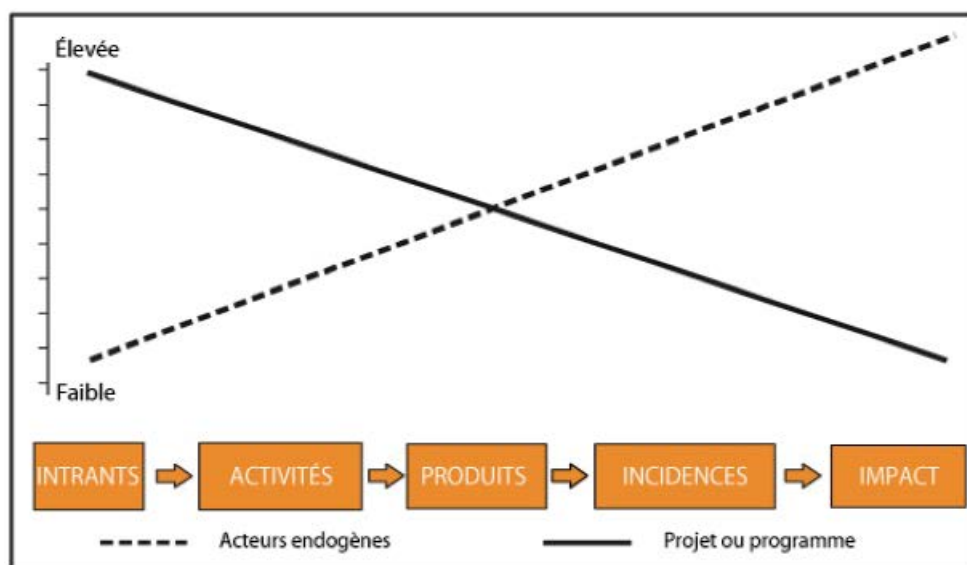 Élevée
Faible
INTRANTS
ACTIVITÉS
PRODUITS
INCIDENCES
IMPACT
Acteurs endogènes
Projet ou programme